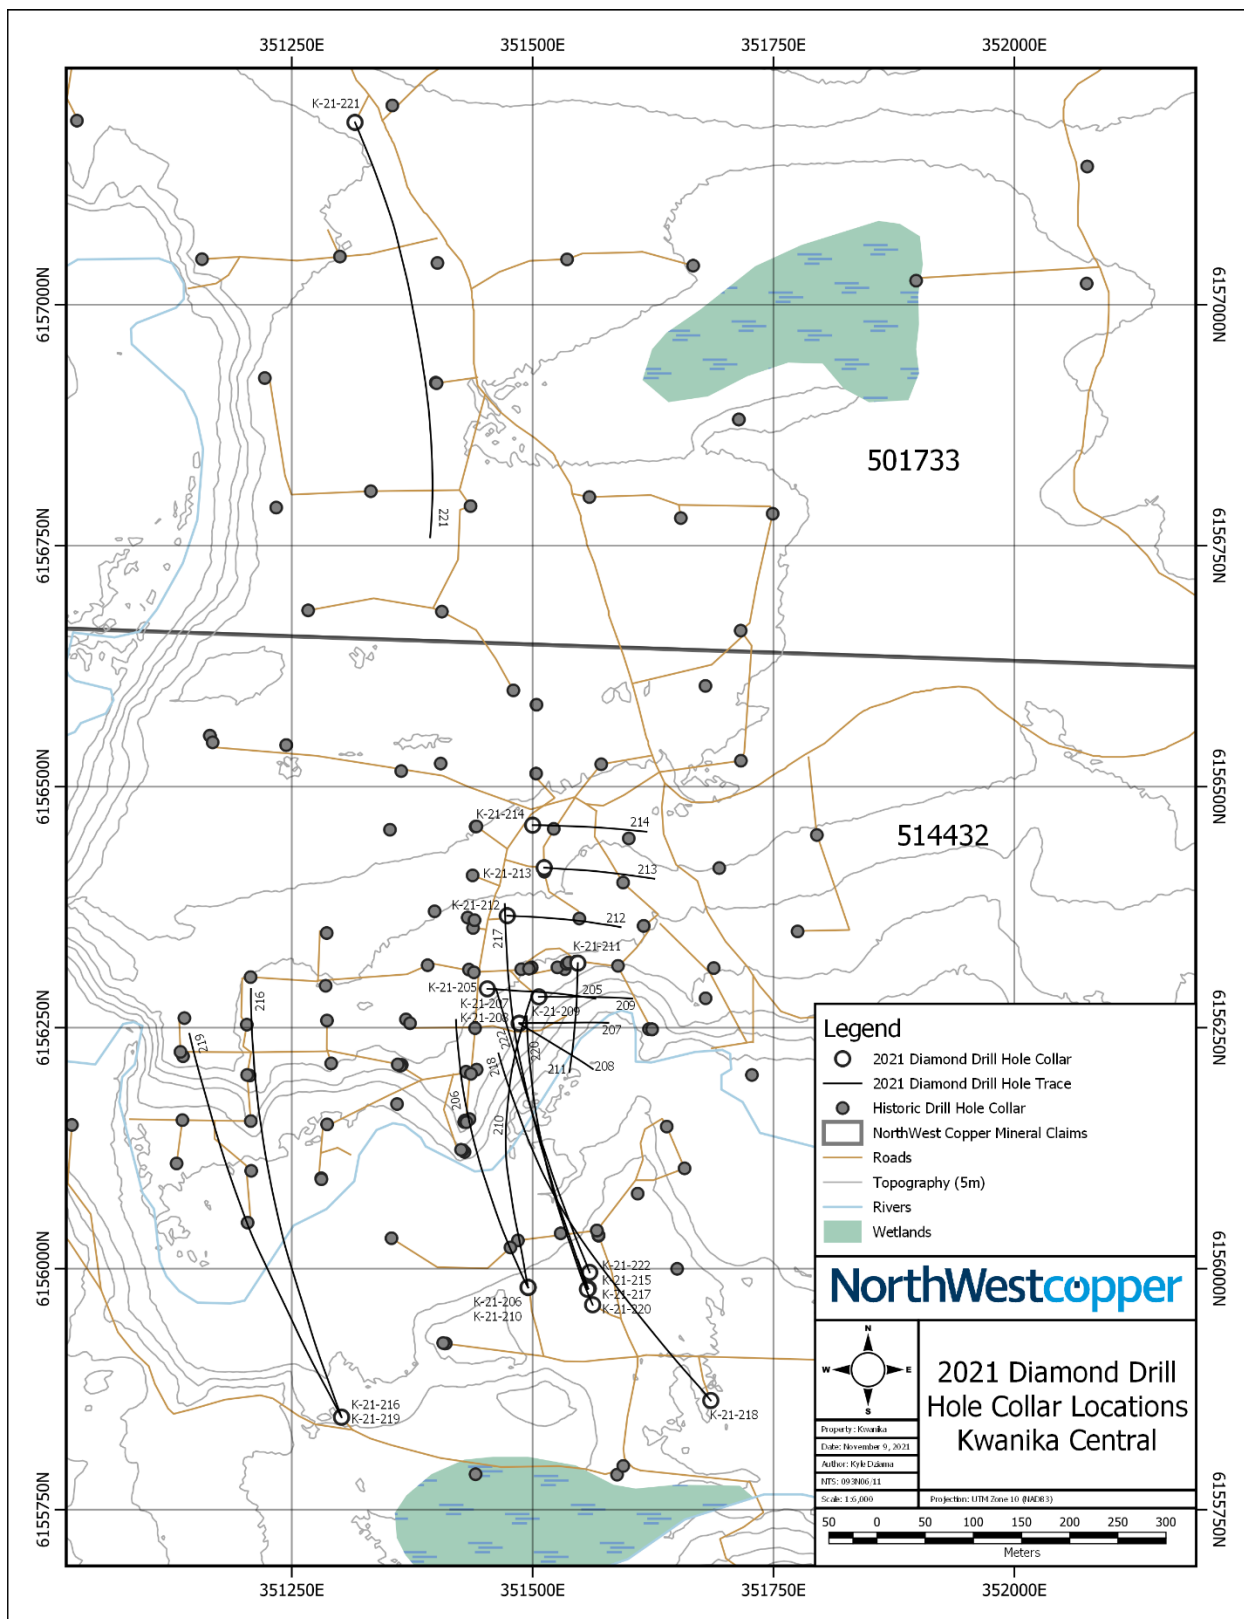 351250E 351500E 351750E 352000E
K-21-221
6157000N 6157000N
501733
221
6156750N 6156750N
6156500N 6156500N
K-21-214 214
514432
K-21-213 213
K-21-212 212
217
K-21-211
K-21-205 205
216
K-21-207 K-21-209 209
K-21-208
6156250N 6156250N
219 222 220 207
218 211 208
206
210
Legend
2021 Diamond Drill Hole Collar
2021 Diamond Drill Hole Trace
Historic Drill Hole Collar
NorthWest Copper Mineral Claims
Roads
Topography (5m)
Rivers
Wetlands
6156000N 6156000N
K-21-222
K-21-215
K-21-217
K-21-220
K-21-206
K-21-210
NorthWestcopper
K-21-216
K-21-219
K-21-218
N
W E
S
2021 Diamond Drill
Hole Collar Locations
Kwanika Central
Property: Kwanika
Date: November 9, 2021
Author: Kyle Dziama
NTS: 093N06/11
Scale: 1:6,000 Projection: UTM Zone 10 (NAD83)
6155750N 6155750N
50 0 50 100 150 200 250 300
Meters
351250E 351500E 351750E 352000E